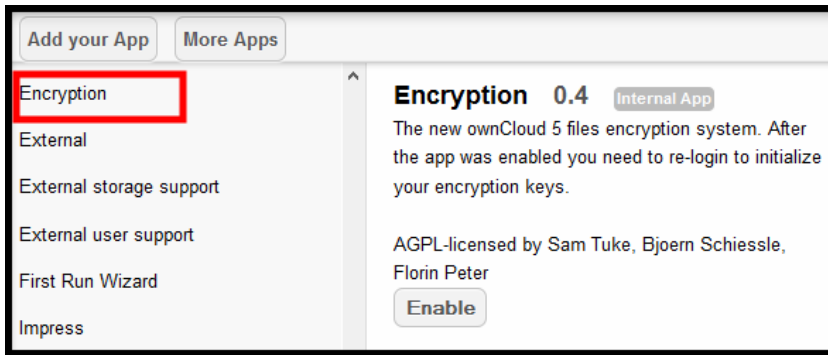 Add your App More Apps
Encryption
External
External storage support
External user support
First Run Wizard
Impress
Encryption 0.4 Internal App
The new ownCloud 5 files encryption system. After
the app was enabled you need to re-login to initialize
your encryption keys.
AGPL-licensed by Sam Tuke, Bjoern Schiessle,
Florin Peter
Enable